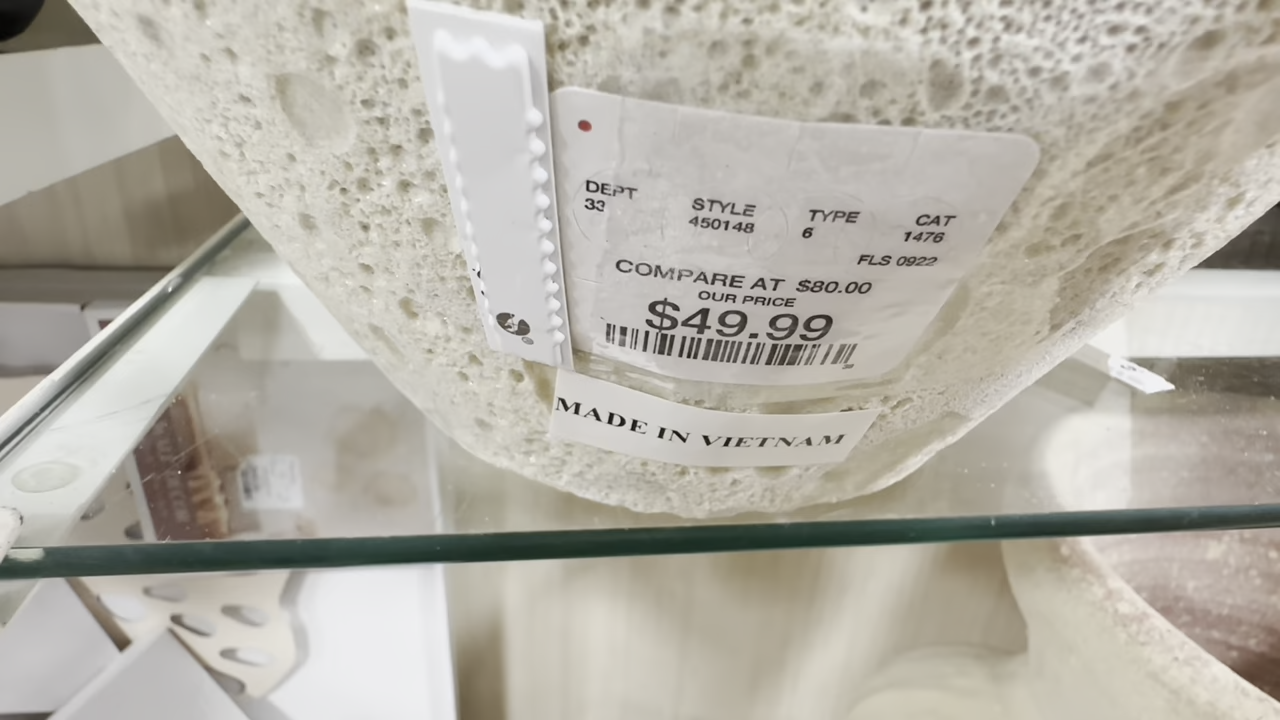 DEPT STYLE TYPE CAT
33 450148 6 1476
FLS 0922
COMPARE AT $80.00
OUR PRICE
$49.99
MADE IN VIETNAM